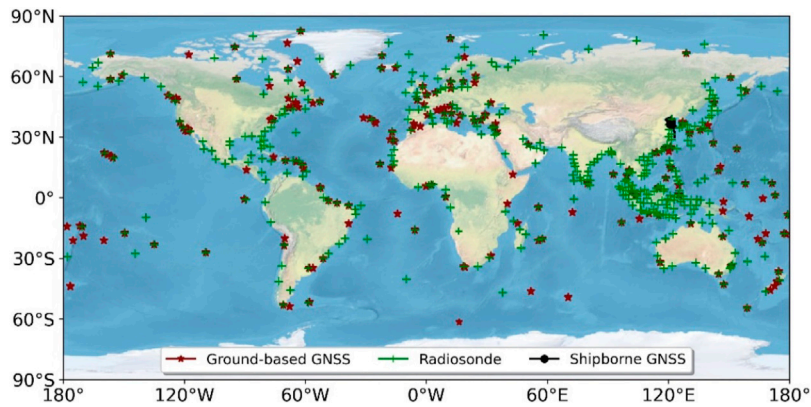 90°N
60°N
30°N
0°
30°S
60°S
90°S
Ground-based GNSS
Radiosonde
Shipborne GNSS
180°
120°W
60°W
0°W
60°E
120°E
180°